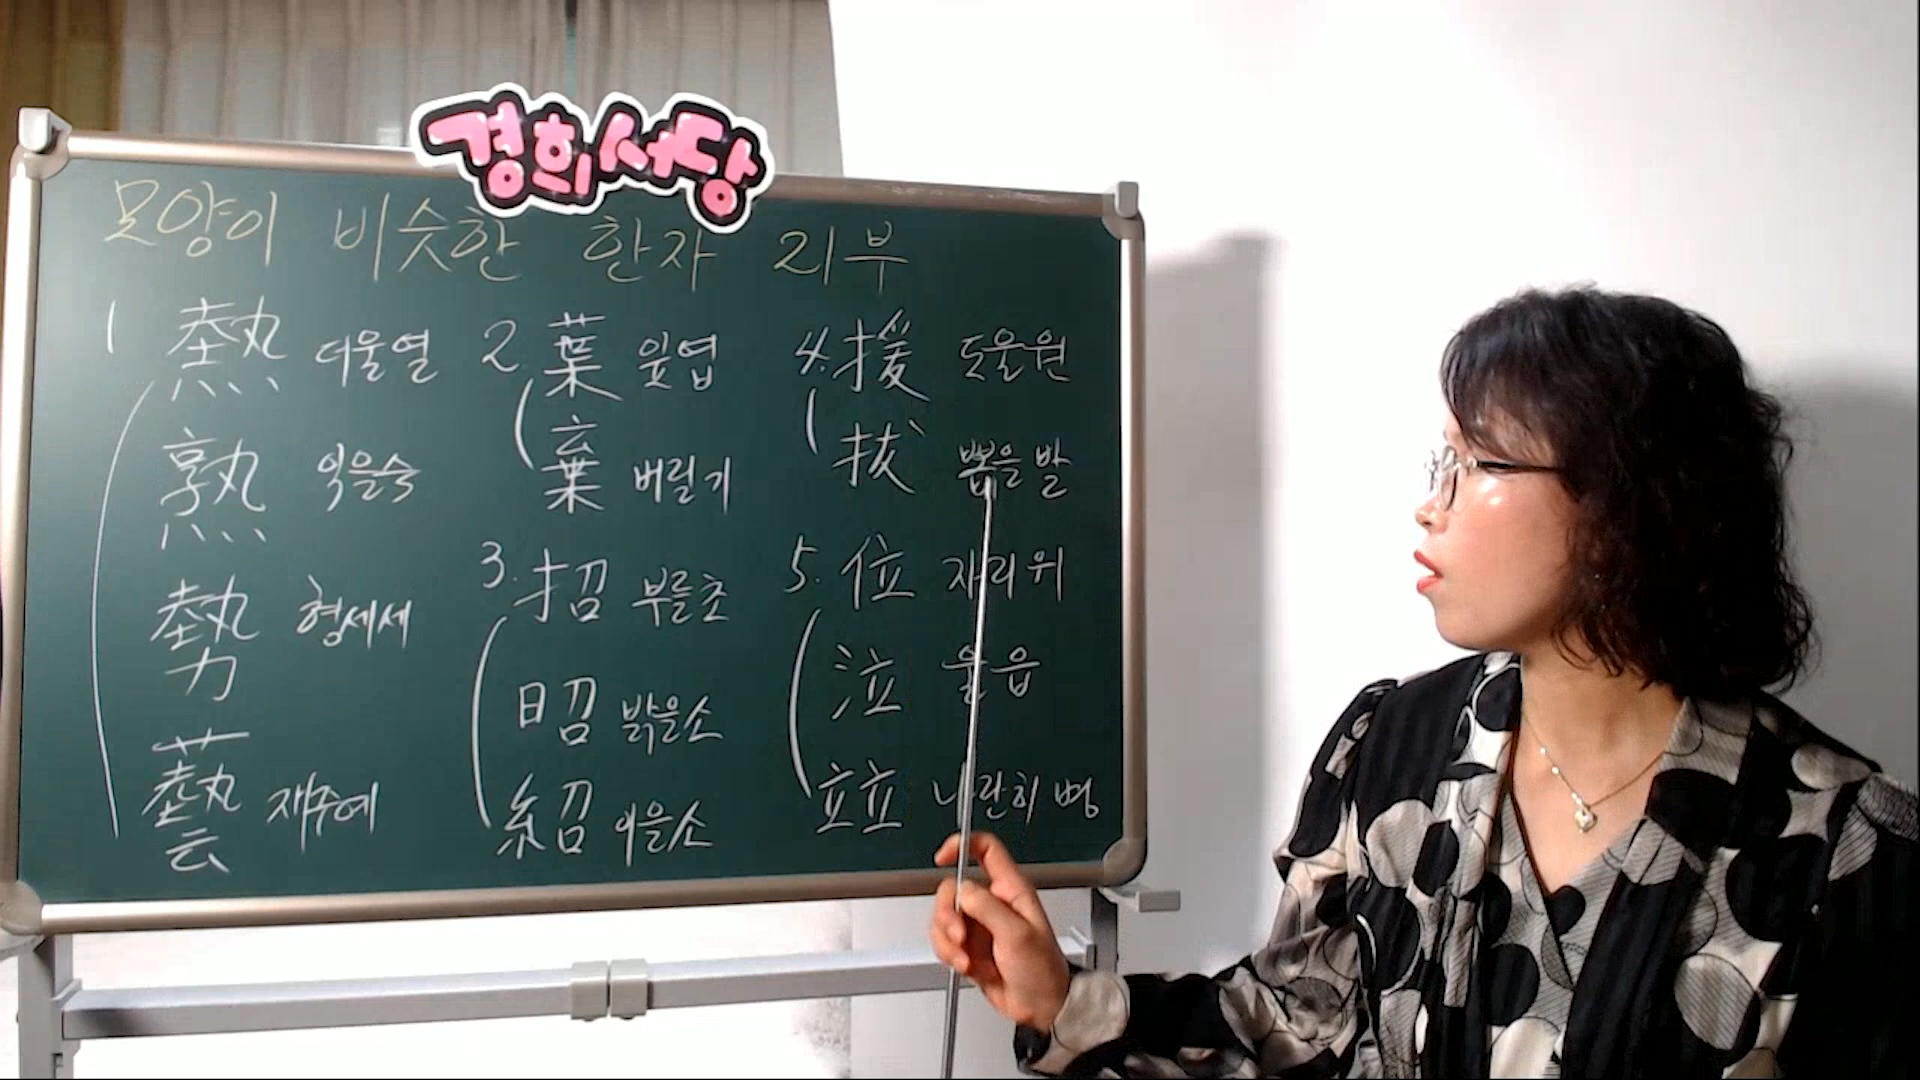 경희서당
모양이 비슷한 한자 21부
1 熱 더울열
熟 익을숙
勢 형세세
藝 재주예
2 葉 잎엽
棄 버릴기
3. 招 부를초
昭 밝을소
紹 이을소
4. 援 도울원
拔 뽑을발
5. 位 자리위
泣 울읍
竝 나란히병